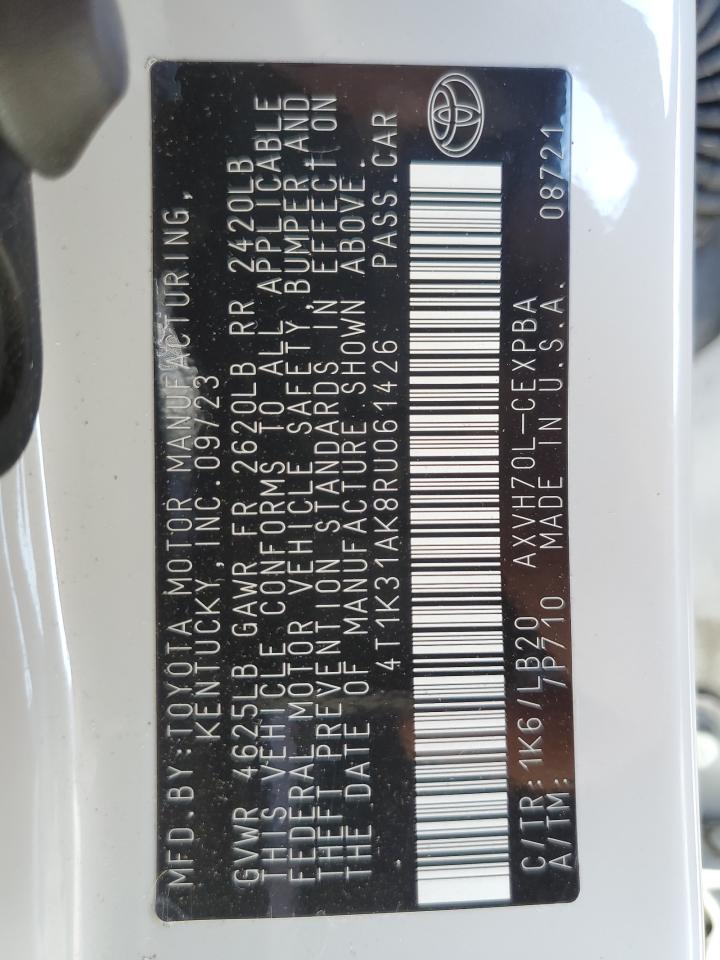 MFD.BY:TOYOTA MOTOR MANUFACTURING,
KENTUCKY,INC.09/23
GVWR 4625LB GAWR FR 2620LB RR 2420LB
THIS VEHICLE CONFORMS TO ALL APPLICABLE
FEDERAL MOTOR VEHICLE SAFETY,BUMPER AND
THEFT PREVENTION STANDARDS IN EFFECT ON
THE DATE OF MANUFACTURE SHOWN ABOVE.
4T1K31AK8RU061426 PASS.CAR
C/TR:1K6/LB20 AXVH70L-CEXPBA 08721
A/TM: /P710 MADE IN U.S.A.